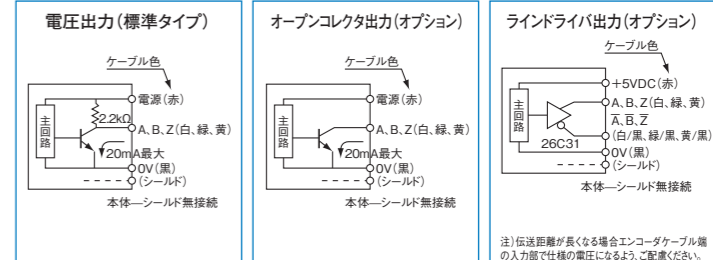 電圧出力(標準タイプ)
ケーブル色
電源(赤)
2.2kΩ
主回路
A、B、Z(白、緑、黄)
20mA最大
0V(黒)
(シールド)
本体―シールド無接続
オープンコレクタ出力(オプション)
ケーブル色
電源(赤)
主回路
A、B、Z(白、緑、黄)
20mA最大
0V(黒)
(シールド)
本体―シールド無接続
ラインドライバ出力(オプション)
ケーブル色
+5VDC(赤)
主回路
A、B、Z(白、緑、黄)
A̅、B̅、Z̅
(白/黒、緑/黒、黄/黒)
26C31
0V(黒)
(シールド)
本体―シールド無接続
注)伝送距離が長くなる場合エンコーダケーブル端
の入力部で仕様の電圧になるよう、ご配慮ください。